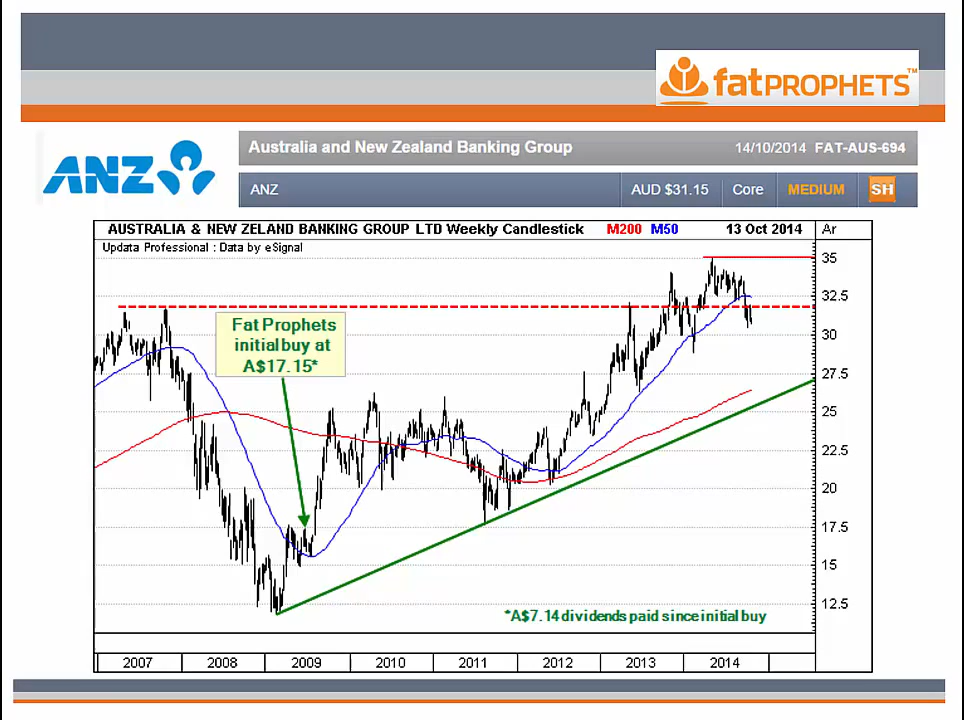 fatPROPHETS™
ANZ
Australia and New Zealand Banking Group 14/10/2014 FAT-AUS-694
ANZ AUD $31.15 Core MEDIUM SH
AUSTRALIA & NEW ZELAND BANKING GROUP LTD Weekly Candlestick M200 M50 13 Oct 2014 Ar
Updata Professional : Data by eSignal
35
32.5
30
27.5
25
22.5
20
17.5
15
12.5
Fat Prophets
initial buy at
A$17.15*
*A$7.14 dividends paid since initial buy
2007 2008 2009 2010 2011 2012 2013 2014